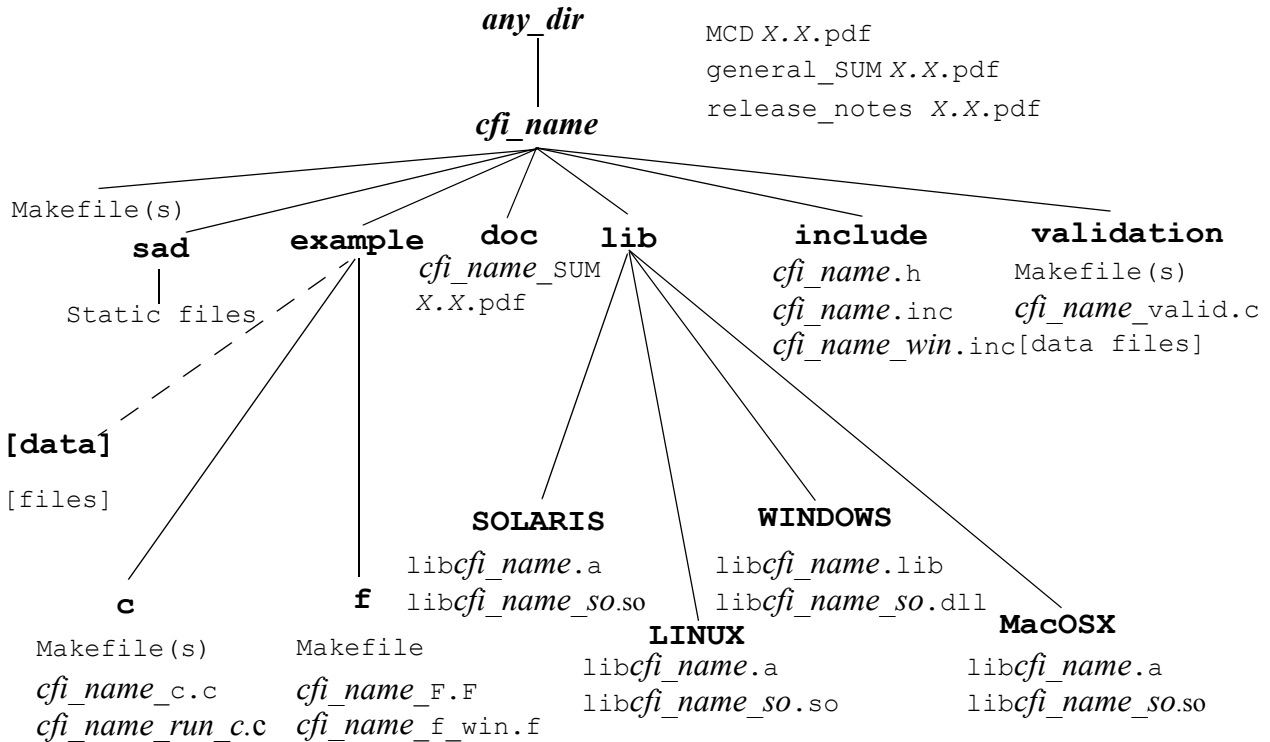 any_dir
MCD X.X.pdf
general_SUM X.X.pdf
release_notes X.X.pdf
cfi_name
Makefile(s)
sad
Static files
example
doc
cfi_name_SUM
X.X.pdf
lib
include
cfi_name.h
cfi_name.inc
cfi_name_win.inc
validation
Makefile(s)
cfi_name_valid.c
[data files]
[data]
[files]
c
Makefile(s)
cfi_name_c.c
cfi_name_run_c.c
f
Makefile
cfi_name_F.F
cfi_name_f_win.f
SOLARIS
libcfi_name.a
libcfi_name_so.so
LINUX
libcfi_name.a
libcfi_name_so.so
WINDOWS
libcfi_name.lib
libcfi_name_so.dll
MacOSX
libcfi_name.a
libcfi_name_so.so